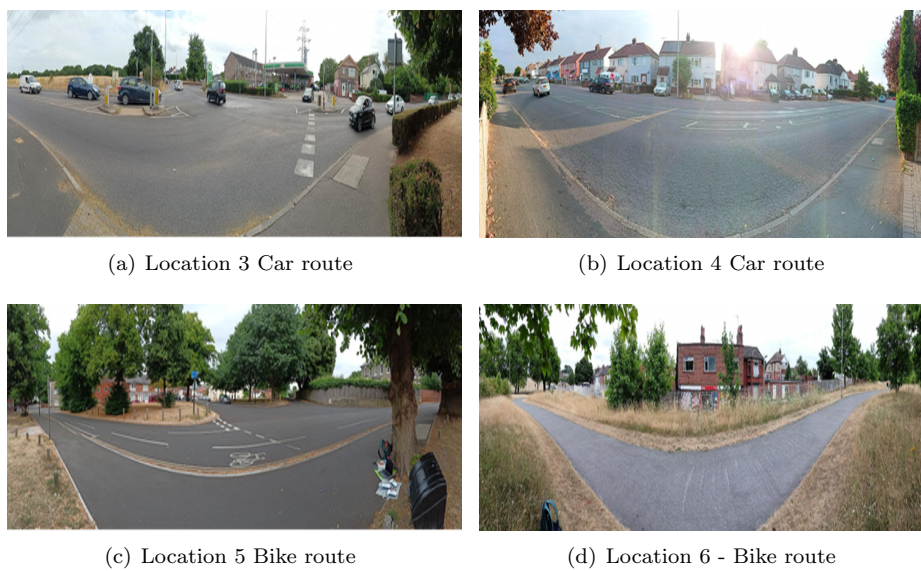 (a) Location 3 Car route
(b) Location 4 Car route
(c) Location 5 Bike route
(d) Location 6 - Bike route